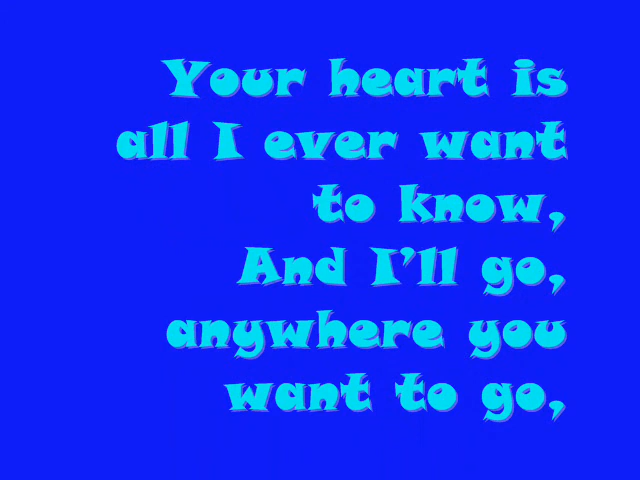 Your heart is
all I ever want
to know,
And I'll go,
anywhere you
want to go,